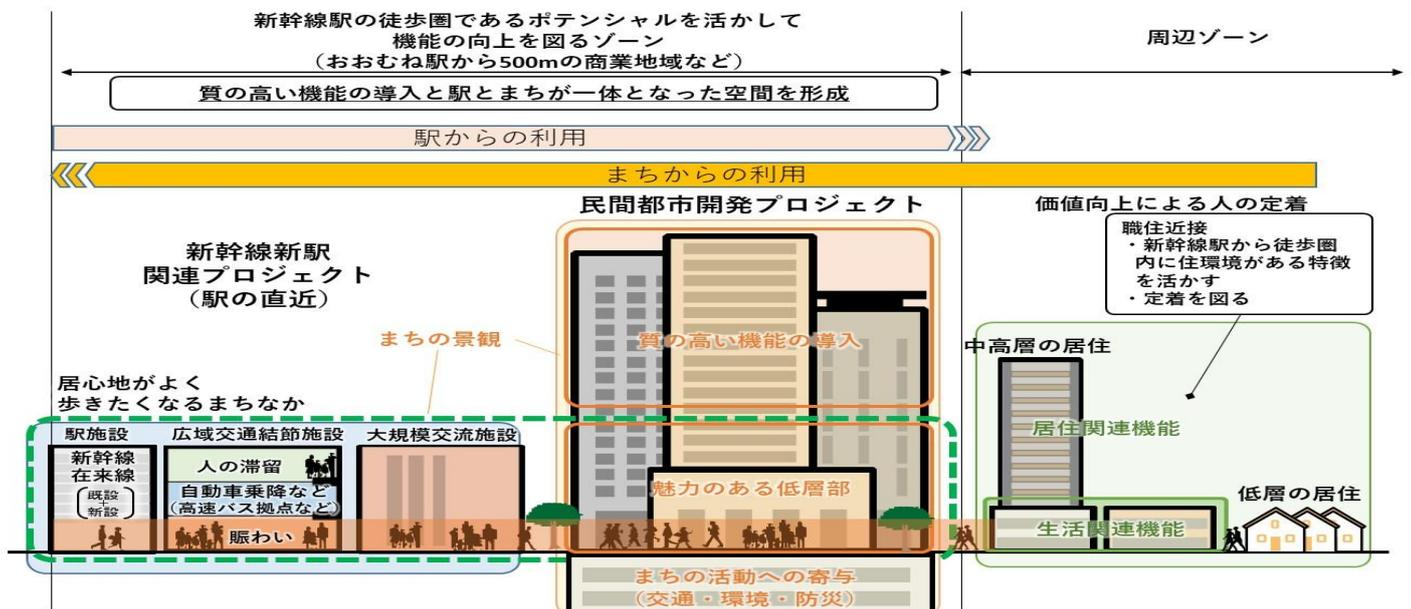 新幹線駅の徒歩圏であるポテンシャルを活かして
機能の向上を図るゾーン
（おおむね駅から500mの商業地域など）
周辺ゾーン
質の高い機能の導入と駅とまちが一体となった空間を形成
駅からの利用
まちからの利用
民間都市開発プロジェクト
価値向上による人の定着
職住近接
・新幹線駅から徒歩圏
内に住環境がある特徴
を活かす
・定着を図る
新幹線新駅
関連プロジェクト
（駅の直近）
まちの景観
質の高い機能の導入
中高層の居住
居心地がよく
歩きたくなるまちなか
居住関連機能
駅施設
広域交通結節施設
大規模交流施設
新幹線
在来線
既設
+
新設
人の滞留
自動車乗降など
（高速バス拠点など）
賑わい
魅力のある低層部
低層の居住
生活関連機能
まちの活動への寄与
（交通・環境・防災）